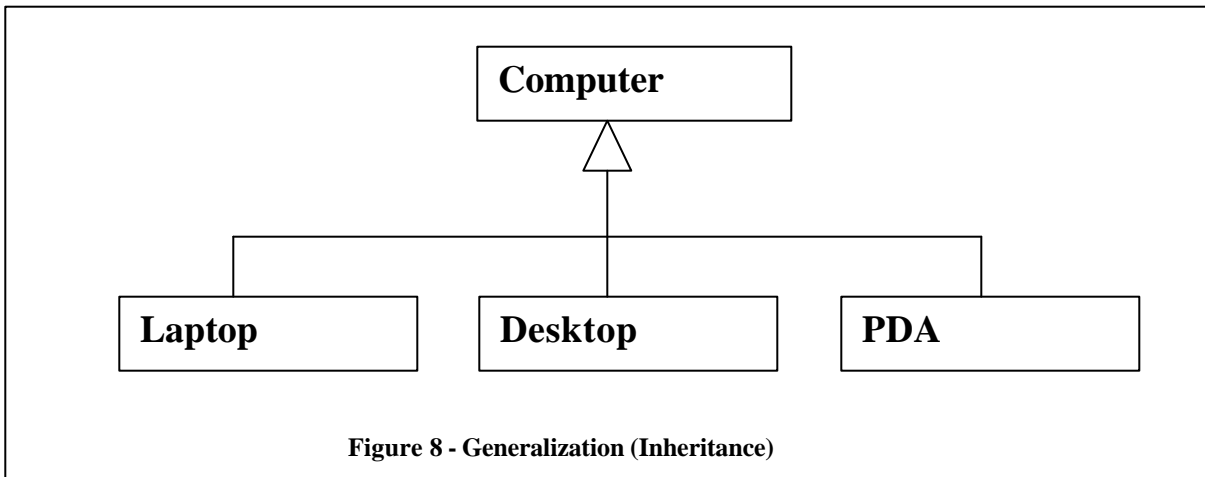 Computer
Laptop
Desktop
PDA
Figure 8 - Generalization (Inheritance)